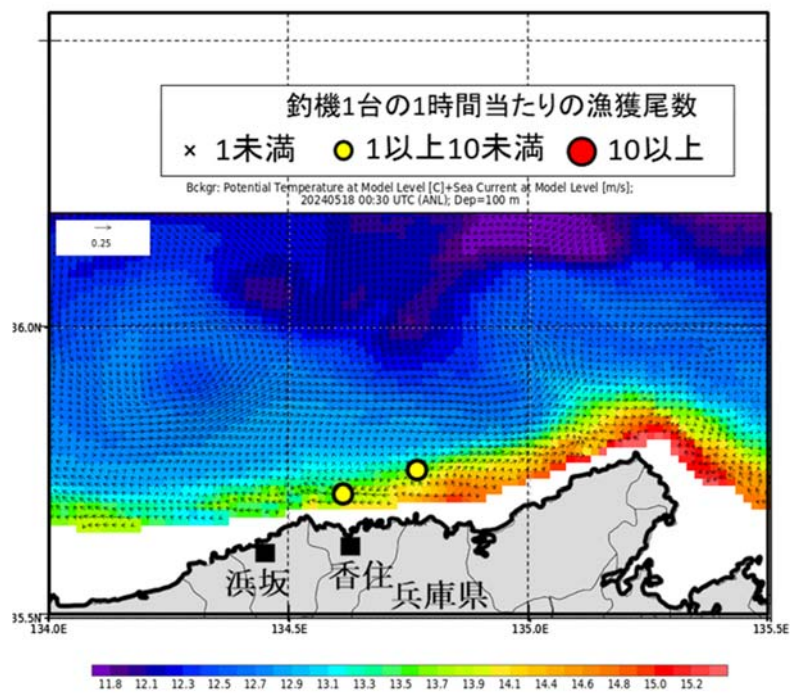 釣機1台の1時間当たりの漁獲尾数
× 1未満 1以上10未満 10以上
Bckgr: Potential Temperature at Model Level [C]+Sea Current at Model Level [m/s];
20240518 00:30 UTC (ANL); Dep=100 m
0.25
36.0N
浜坂 香住 兵庫県
35.5N
134.0E 134.5E 135.0E 135.5E
11.8 12.1 12.3 12.5 12.7 12.9 13.1 13.3 13.5 13.7 13.9 14.1 14.4 14.6 14.8 15.0 15.2